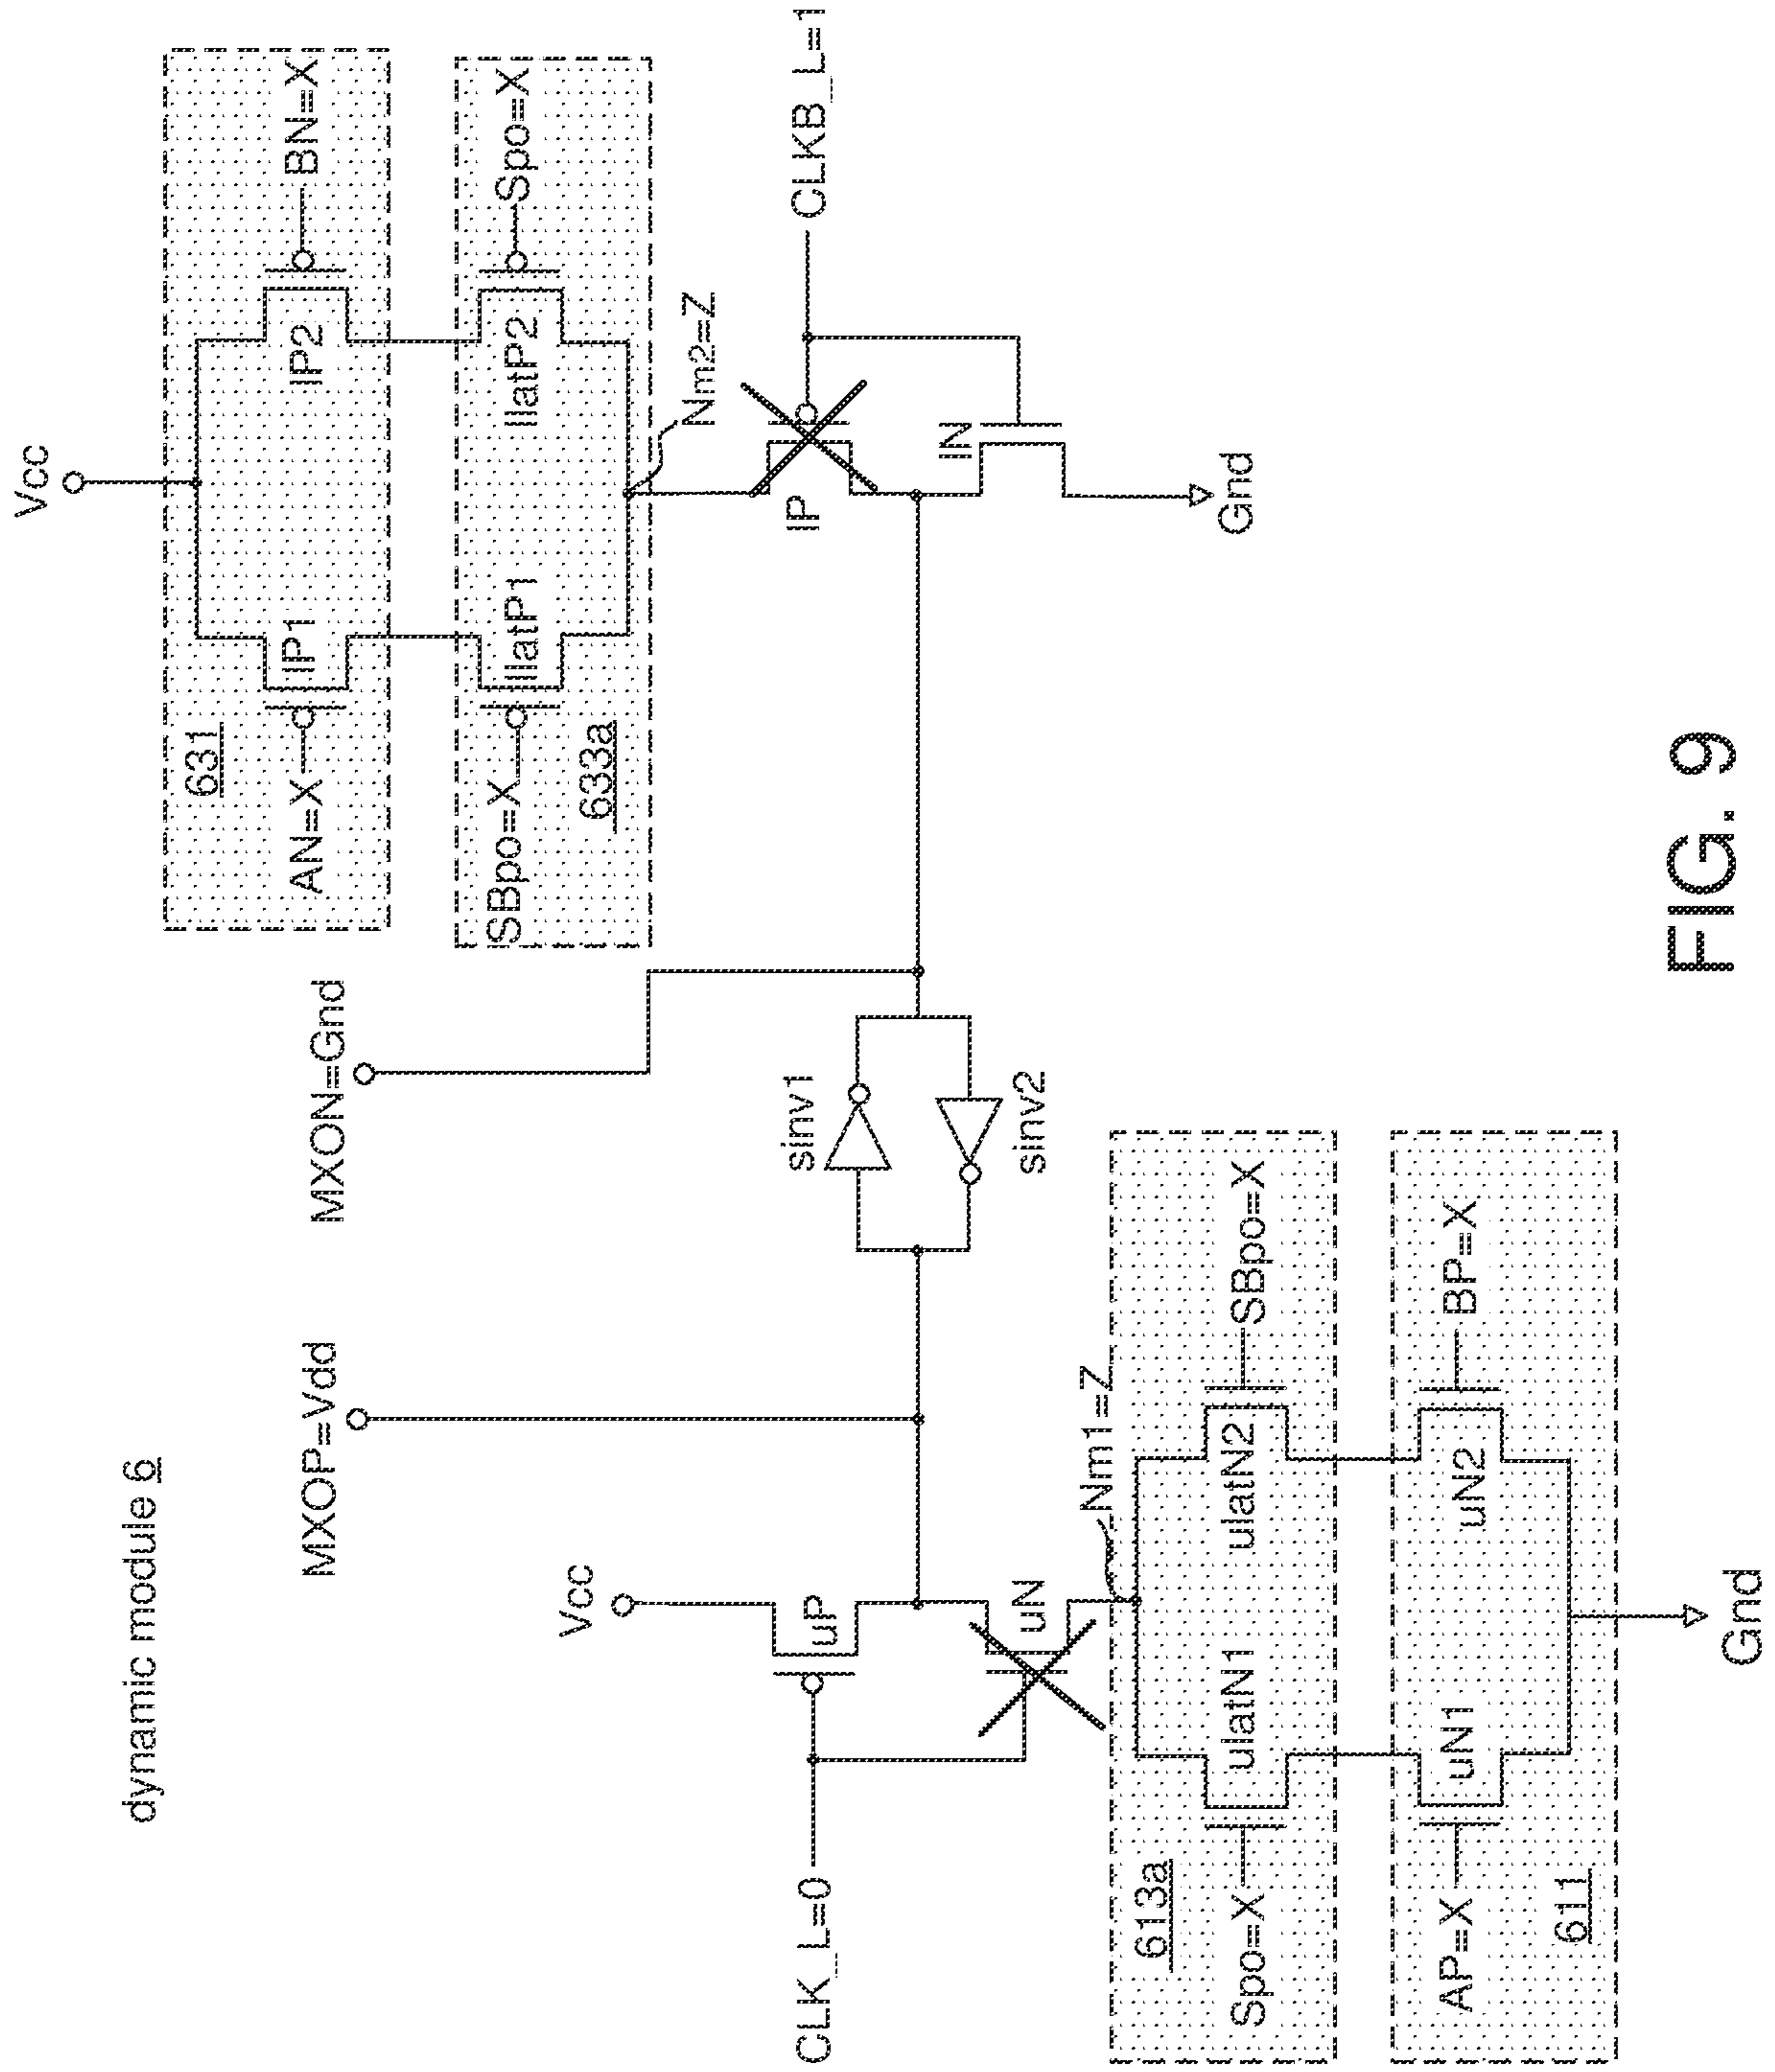 dynamic module 6
Vcc
631
AN=X
IP1
IP2
BN=X
SBpo=X
IIatP1
IIatP2
Spo=X
633a
Nm2=Z
MXOP=Vdd
MXON=Gnd
IP
CLKB_L=1
IN
Gnd
Vcc
uP
CLK_L=0
uN
sinv1
sinv2
Nm1=Z
613a
Spo=X
ulatN1
ulatN2
SBpo=X
AP=X
uN1
uN2
BP=X
611
Gnd
FIG. 9